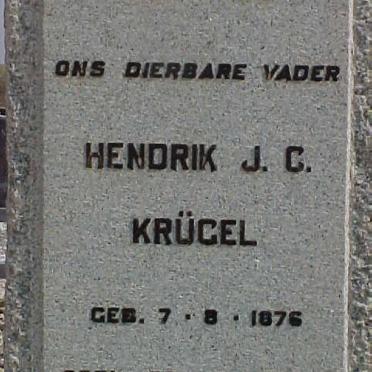 ONS DIERBARE VADER
HENDRIK J. C.
KRÜGEL
GEB. 7 · 8 · 1876